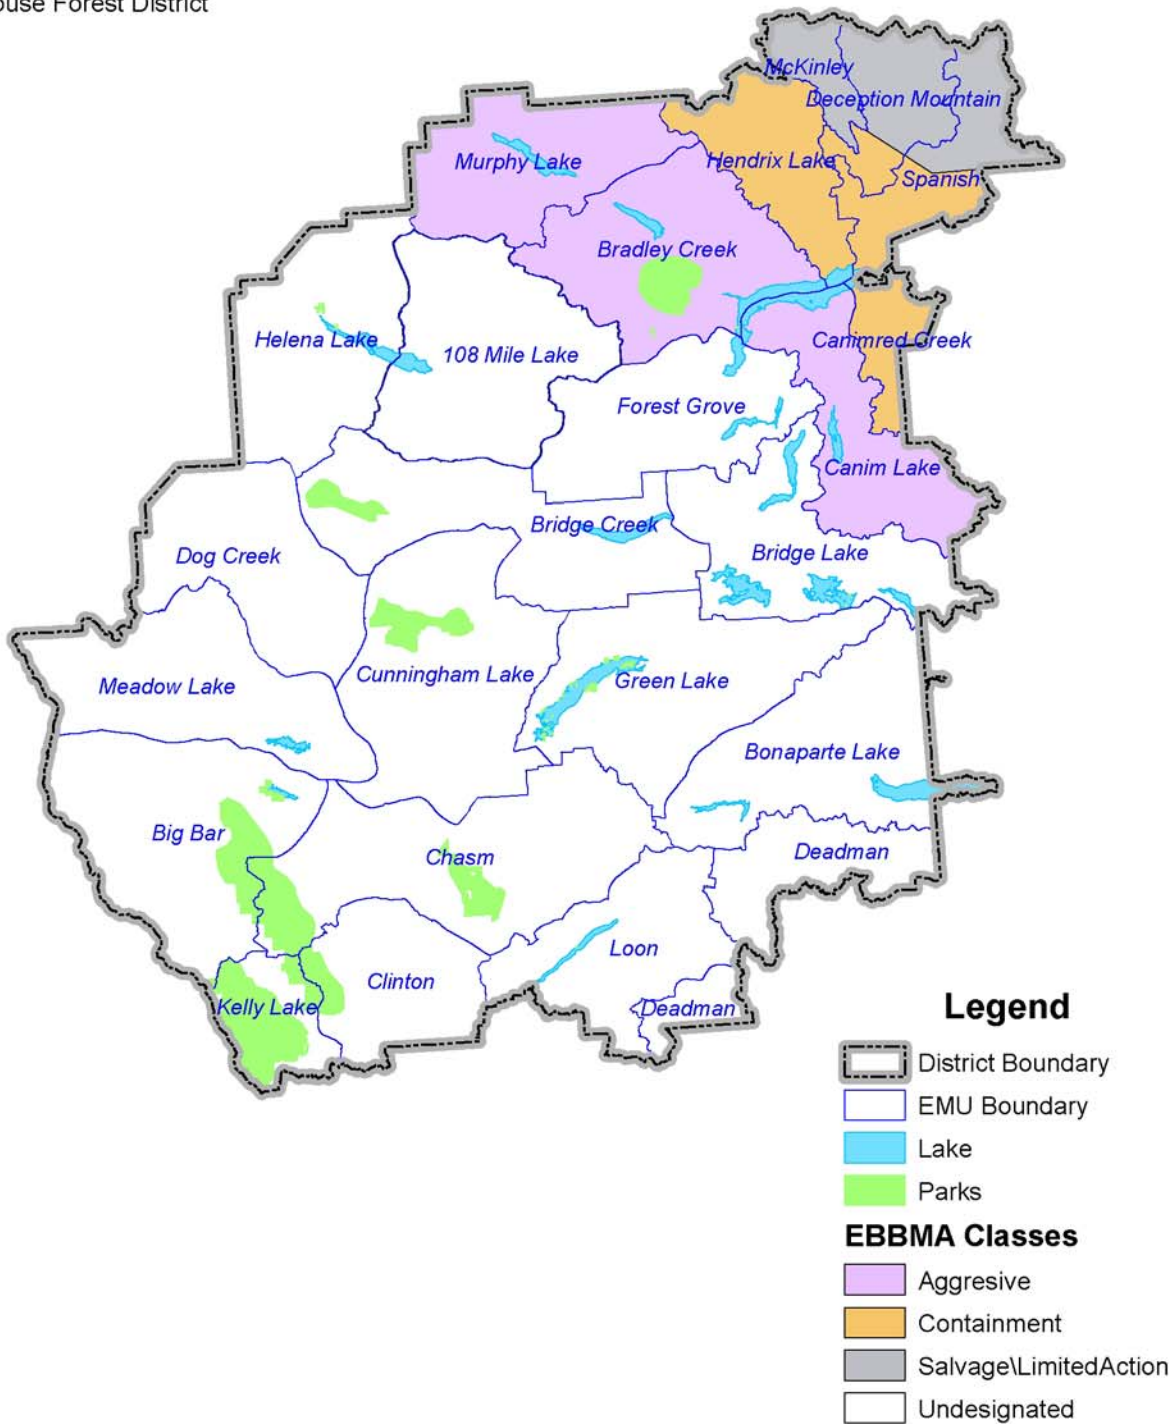 ouse Forest District
McKinley
Deception Mountain
Murphy Lake
Hendrix Lake
Spanish
Bradley Creek
Helena Lake
108 Mile Lake
Canimred Creek
Forest Grove
Canim Lake
Bridge Creek
Bridge Lake
Dog Creek
Cunningham Lake
Green Lake
Meadow Lake
Bonaparte Lake
Big Bar
Chasm
Deadman
Loon
Clinton
Kelly Lake
Deadman
Legend
District Boundary
EMU Boundary
Lake
Parks
EBBMA Classes
Aggresive
Containment
Salvage\LimitedAction
Undesignated